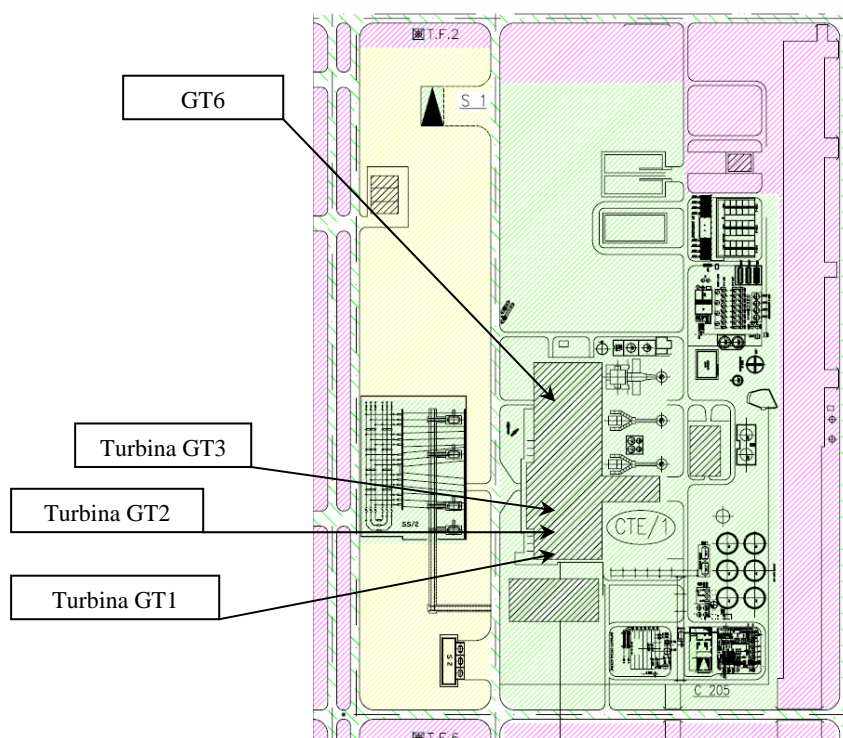 T.F.2
GT6
S 1
Turbina GT3
Turbina GT2
SS/2
CTE/1
Turbina GT1
S 2
C 205
T.F.6